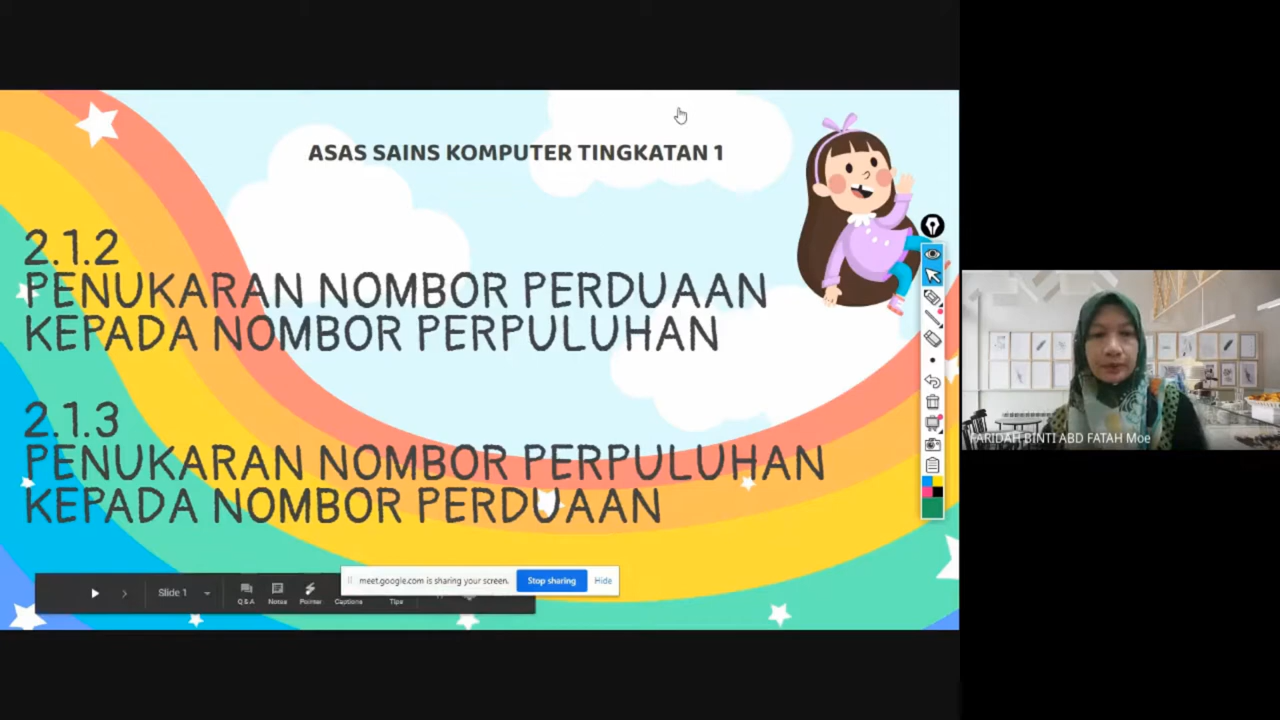 ASAS SAINS KOMPUTER TINGKATAN 1
2.1.2
PENUKARAN NOMBOR PERDUAAN
KEPADA NOMBOR PERPULUHAN
2.1.3
PENUKARAN NOMBOR PERPULUHAN
KEPADA NOMBOR PERDUAAN
FARIDAH BINTI ABD FATAH Moe
meet.google.com is sharing your screen.
Stop sharing
Hide
Slide 1
Q & A
Notes
Pointer
Captions
Tips